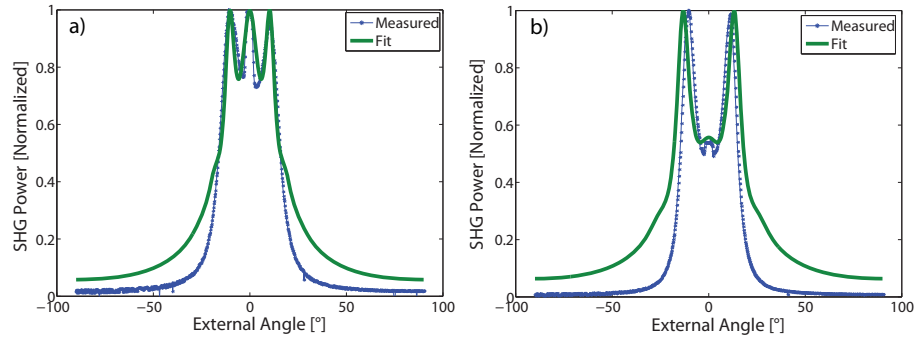 a)
Measured
Fit
SHG Power [Normalized]
1
0.8
0.6
0.4
0.2
0
−100
−50
0
50
100
External Angle [°]
b)
Measured
Fit
SHG Power [Normalized]
1
0.8
0.6
0.4
0.2
0
−100
−50
0
50
100
External Angle [°]